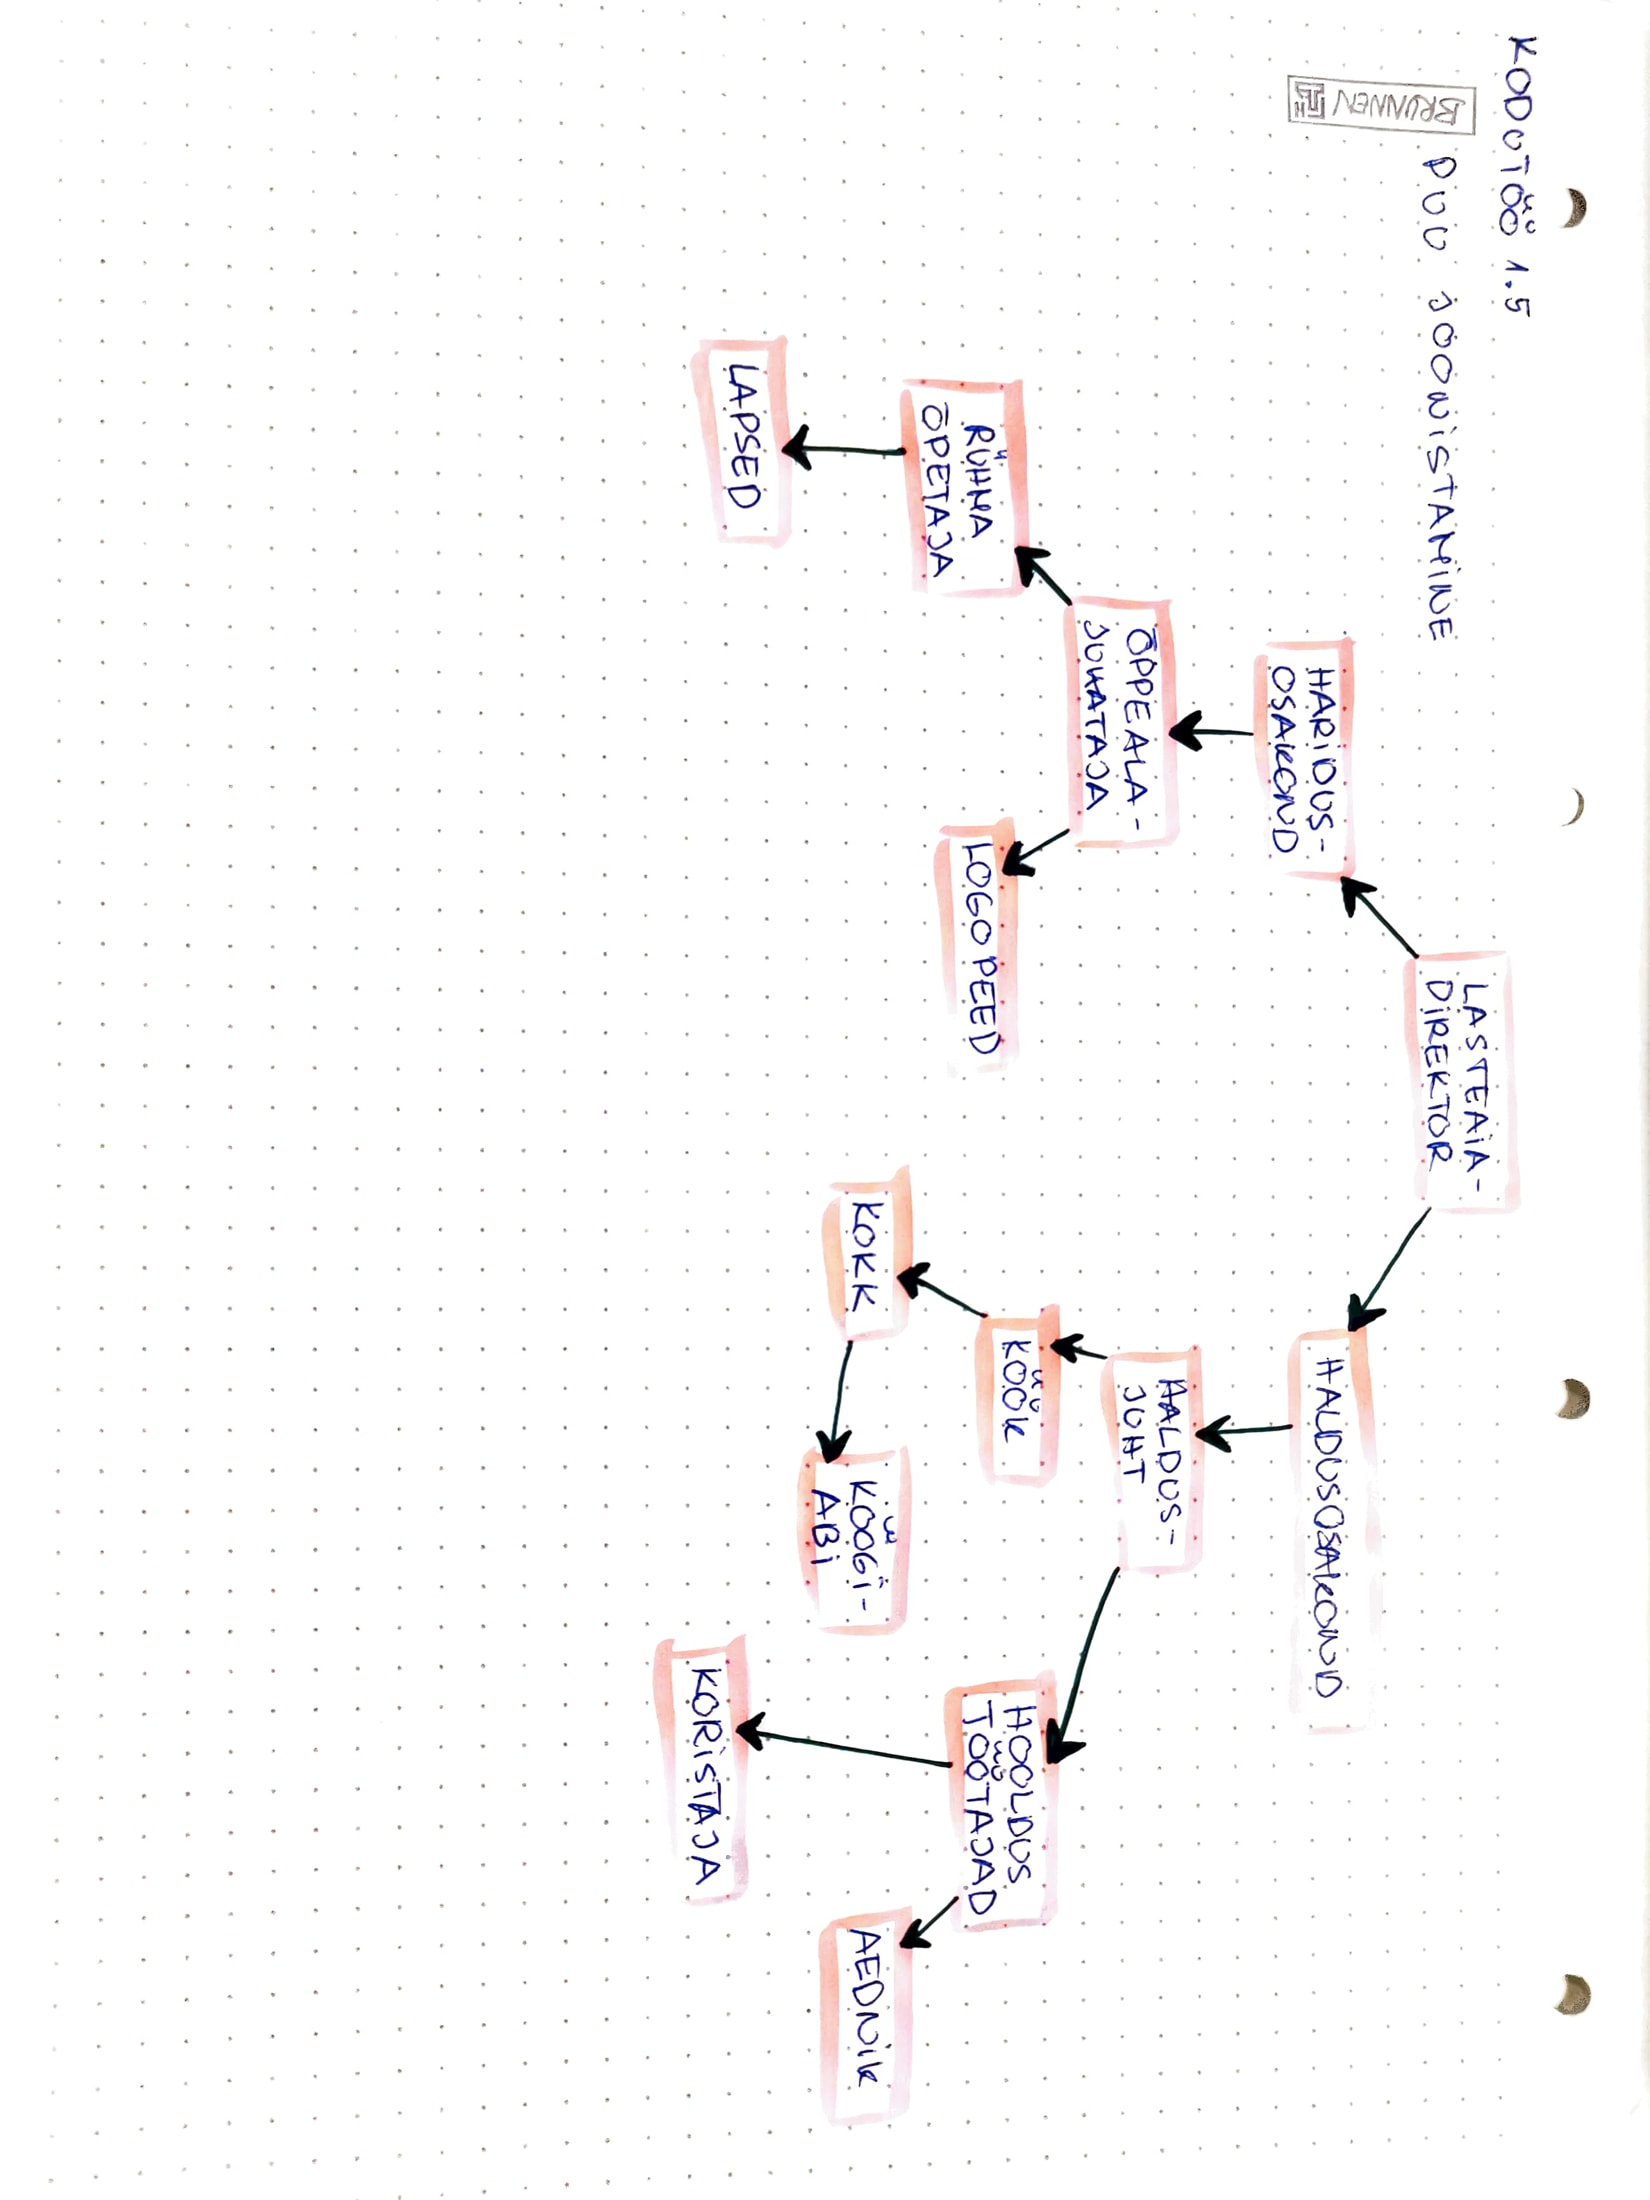 KODUTÖÖ 1.5
BRUNNEN
PUU JOONISTAMINE
LASTEAIA-
DIREKTOR
HARIDUS-
OSAKOND
HALDUSOSAKOND
ÕPPEALA-
JUHATAJA
HALDUS-
JUHT
RÜHMA
ÕPETAJA
LOGOPEED
KÖÖK
HOOLDUS
TÖÖTAJAD
LAPSED
KOKK
KÖÖGI-
ABI
KORISTAJA
AEDNIK